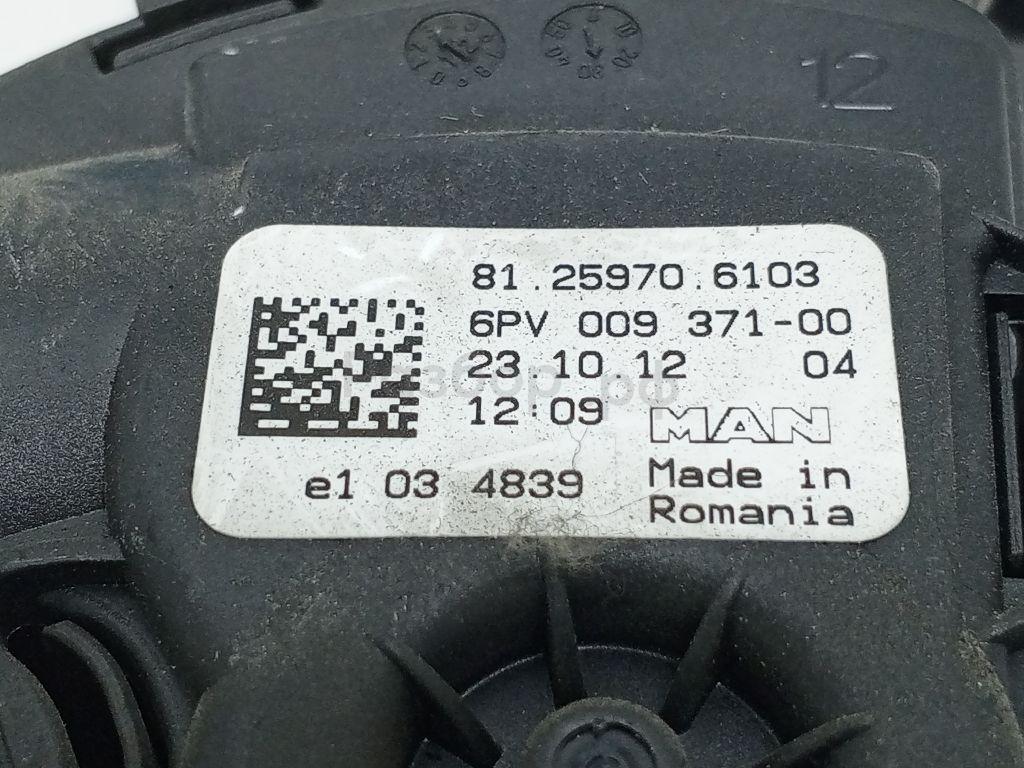 12
81.25970.6103
6PV 009 371-00
23.10.12 04
12:09
MAN
e1 03 4839
Made in
Romania